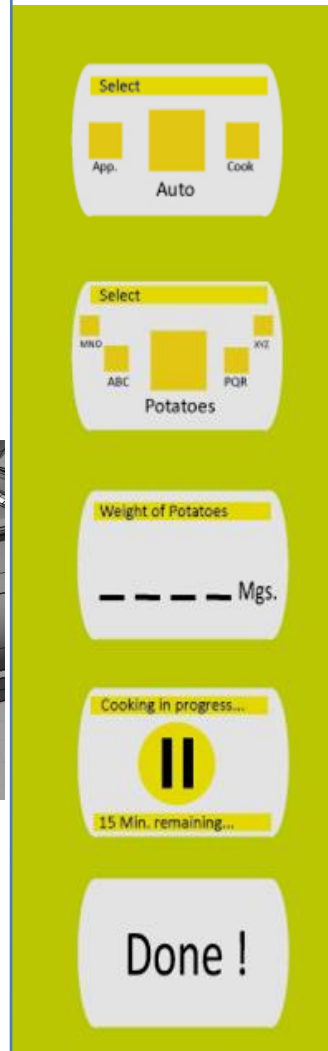 Select
App.
Cook
Auto
Select
MNO
XYZ
ABC
PQR
Potatoes
Weight of Potatoes
_ _ _ _ Mgs.
Cooking in progress...
15 Min. remaining...
Done !